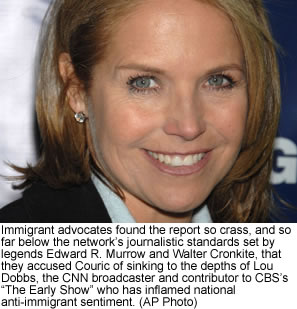 G
Immigrant advocates found the report so crass, and so
far below the network's journalistic standards set by
legends Edward R. Murrow and Walter Cronkite, that
they accused Couric of sinking to the depths of Lou
Dobbs, the CNN broadcaster and contributor to CBS's
“The Early Show” who has inflamed national
anti-immigrant sentiment. (AP Photo)